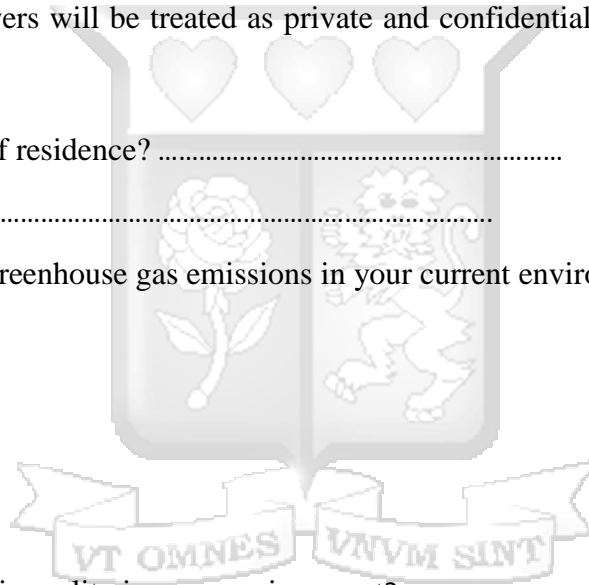 ers will be treated as private and confidential
f residence? ....................................................
................................................................
reenhouse gas emissions in your current enviro
VT OMNES VNVM SINT